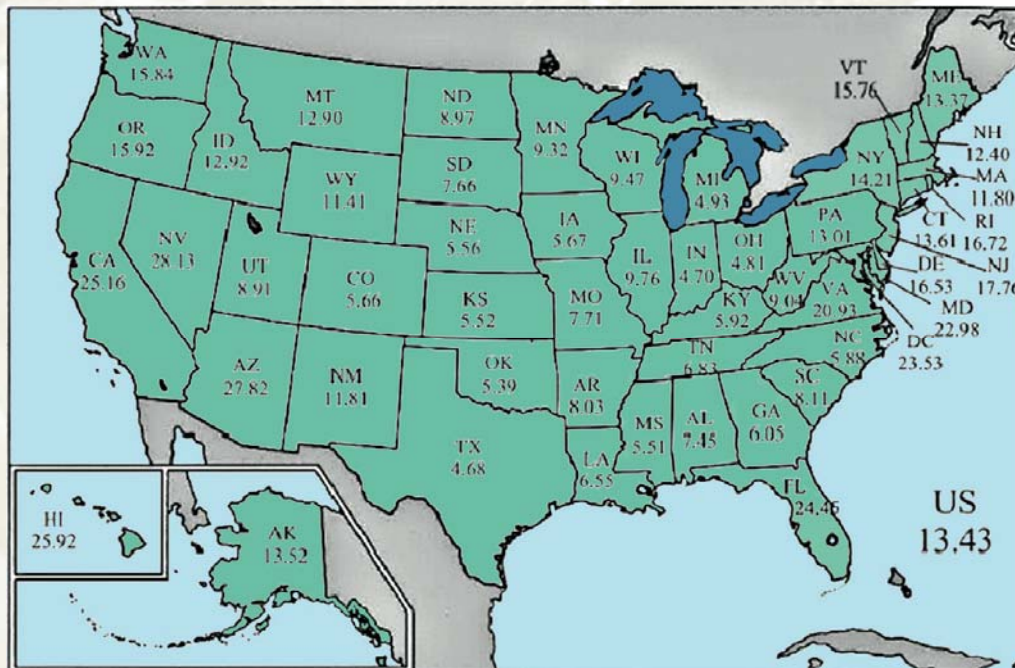 WA
15.84
OR
15.92
CA
25.16
NV
28.13
ID
12.92
MT
12.90
WY
11.41
UT
8.91
AZ
27.82
CO
5.66
NM
11.81
ND
8.97
SD
7.66
NE
5.56
KS
5.52
OK
5.39
TX
4.68
MN
9.32
IA
5.67
MO
7.71
AR
8.03
LA
6.55
WI
9.47
IL
9.76
MI
4.93
IN
4.70
OH
4.81
KY
5.92
TN
6.83
MS
5.51
AL
7.45
GA
6.05
FL
24.46
SC
8.11
NC
5.88
VA
20.93
WV
9.04
PA
13.01
NY
14.21
VT
15.76
ME
13.37
NH
12.40
MA
11.80
RI
16.72
CT
13.61
NJ
17.76
DE
16.53
MD
22.98
DC
23.53
HI
25.92
AK
13.52
US
13.43